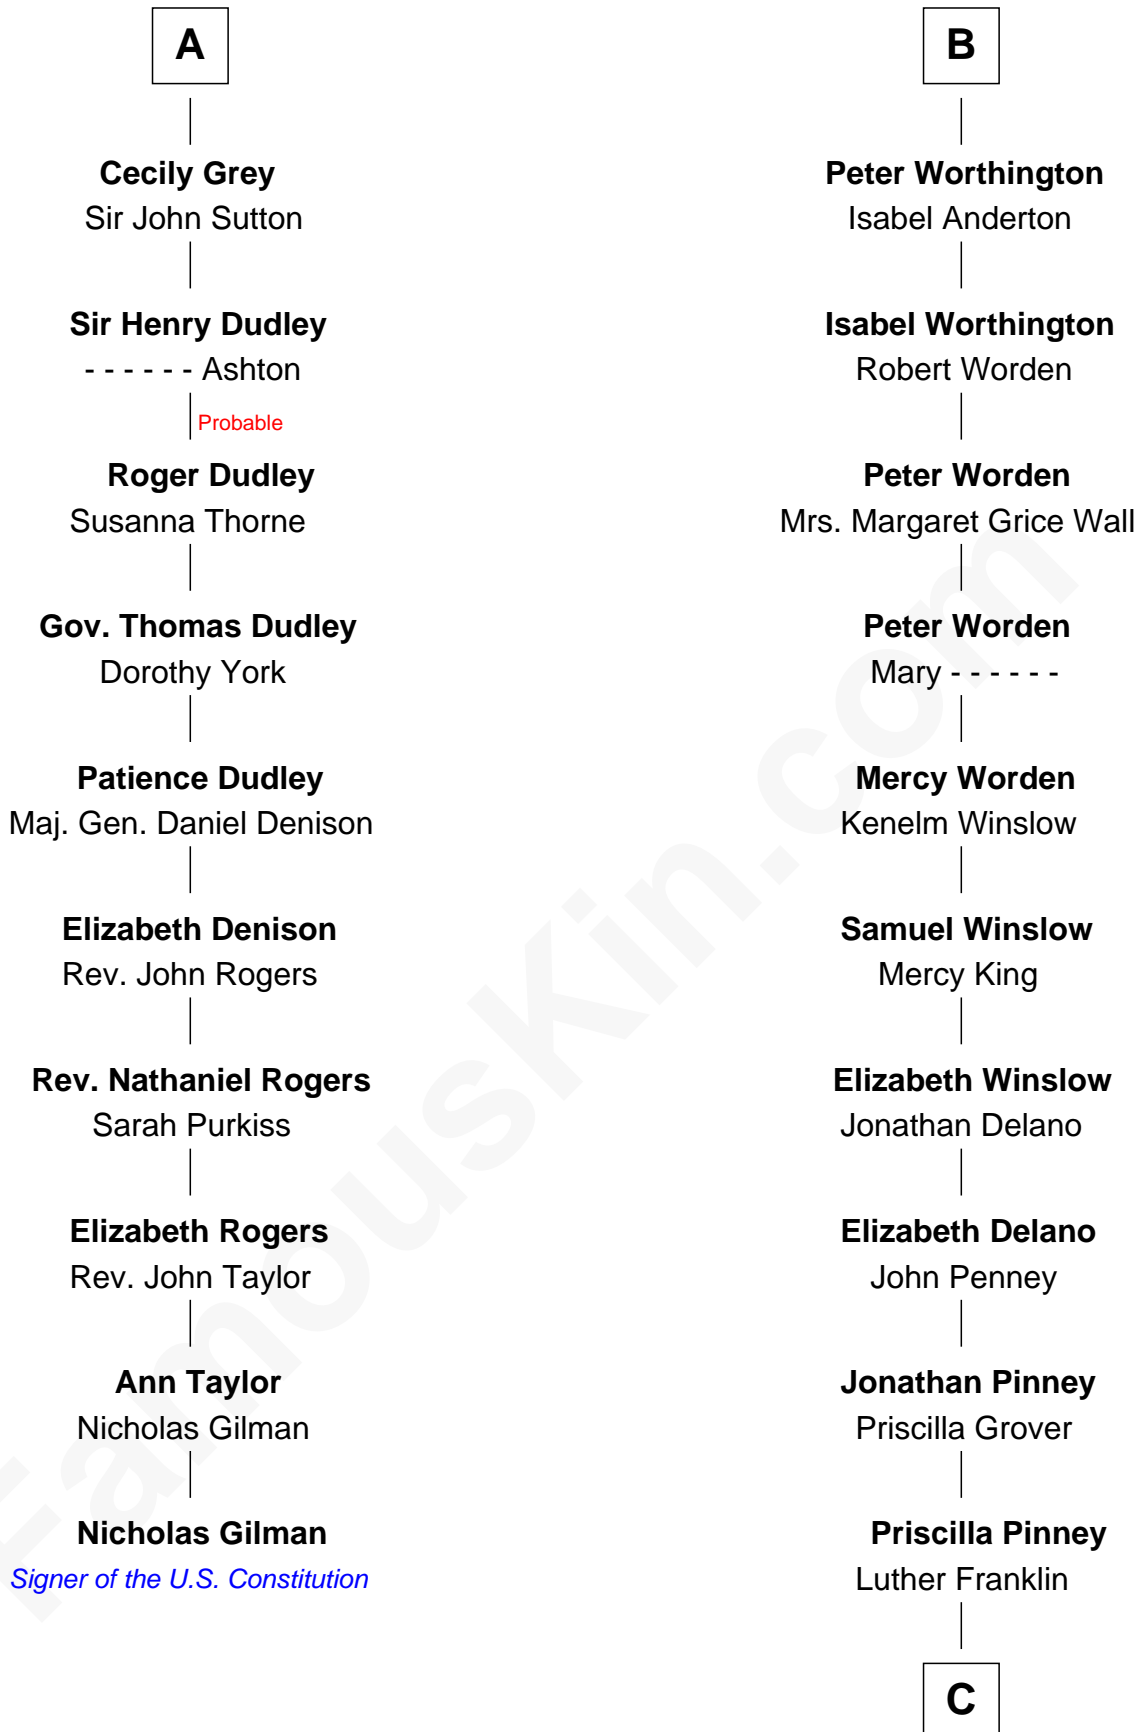 A
Cecily Grey
Sir John Sutton
Sir Henry Dudley
- - - - - - Ashton
Probable
Roger Dudley
Susanna Thorne
Gov. Thomas Dudley
Dorothy York
Patience Dudley
Maj. Gen. Daniel Denison
Elizabeth Denison
Rev. John Rogers
Rev. Nathaniel Rogers
Sarah Purkiss
Elizabeth Rogers
Rev. John Taylor
Ann Taylor
Nicholas Gilman
Nicholas Gilman
Signer of the U.S. Constitution
B
Peter Worthington
Isabel Anderton
Isabel Worthington
Robert Worden
Peter Worden
Mrs. Margaret Grice Wall
Peter Worden
Mary - - - - - -
Mercy Worden
Kenelm Winslow
Samuel Winslow
Mercy King
Elizabeth Winslow
Jonathan Delano
Elizabeth Delano
John Penney
Jonathan Pinney
Priscilla Grover
Priscilla Pinney
Luther Franklin
C
FamousKin.com